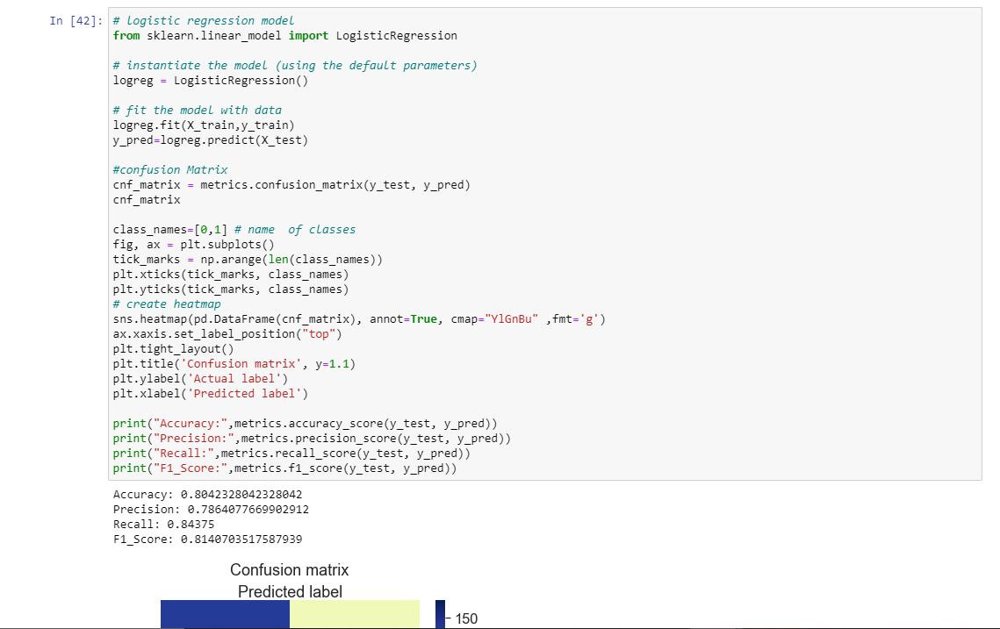 In [42]:
# logistic regression model
from sklearn.linear_model import LogisticRegression
# instantiate the model (using the default parameters)
logreg = LogisticRegression()
# fit the model with data
logreg.fit(X_train,y_train)
y_pred=logreg.predict(X_test)
#confusion Matrix
cnf_matrix = metrics.confusion_matrix(y_test, y_pred)
cnf_matrix
class_names=[0,1] # name  of classes
fig, ax = plt.subplots()
tick_marks = np.arange(len(class_names))
plt.xticks(tick_marks, class_names)
plt.yticks(tick_marks, class_names)
# create heatmap
sns.heatmap(pd.DataFrame(cnf_matrix), annot=True, cmap="YlGnBu" ,fmt='g')
ax.xaxis.set_label_position("top")
plt.tight_layout()
plt.title('Confusion matrix', y=1.1)
plt.ylabel('Actual label')
plt.xlabel('Predicted label')
print("Accuracy:",metrics.accuracy_score(y_test, y_pred))
print("Precision:",metrics.precision_score(y_test, y_pred))
print("Recall:",metrics.recall_score(y_test, y_pred))
print("F1_Score:",metrics.f1_score(y_test, y_pred))
Accuracy: 0.8042328042328042
Precision: 0.7864077669902912
Recall: 0.84375
F1_Score: 0.8140703517587939
Confusion matrix
Predicted label
150